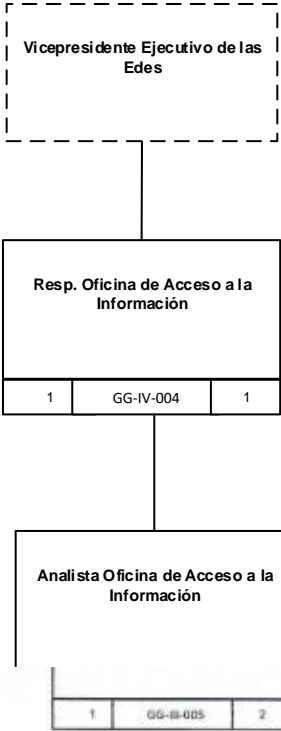 Vicepresidente Ejecutivo de las
Edes
Resp. Oficina de Acceso a la
Información
1 GG-IV-004 1
Analista Oficina de Acceso a la
Información
1 GG-III-005 2